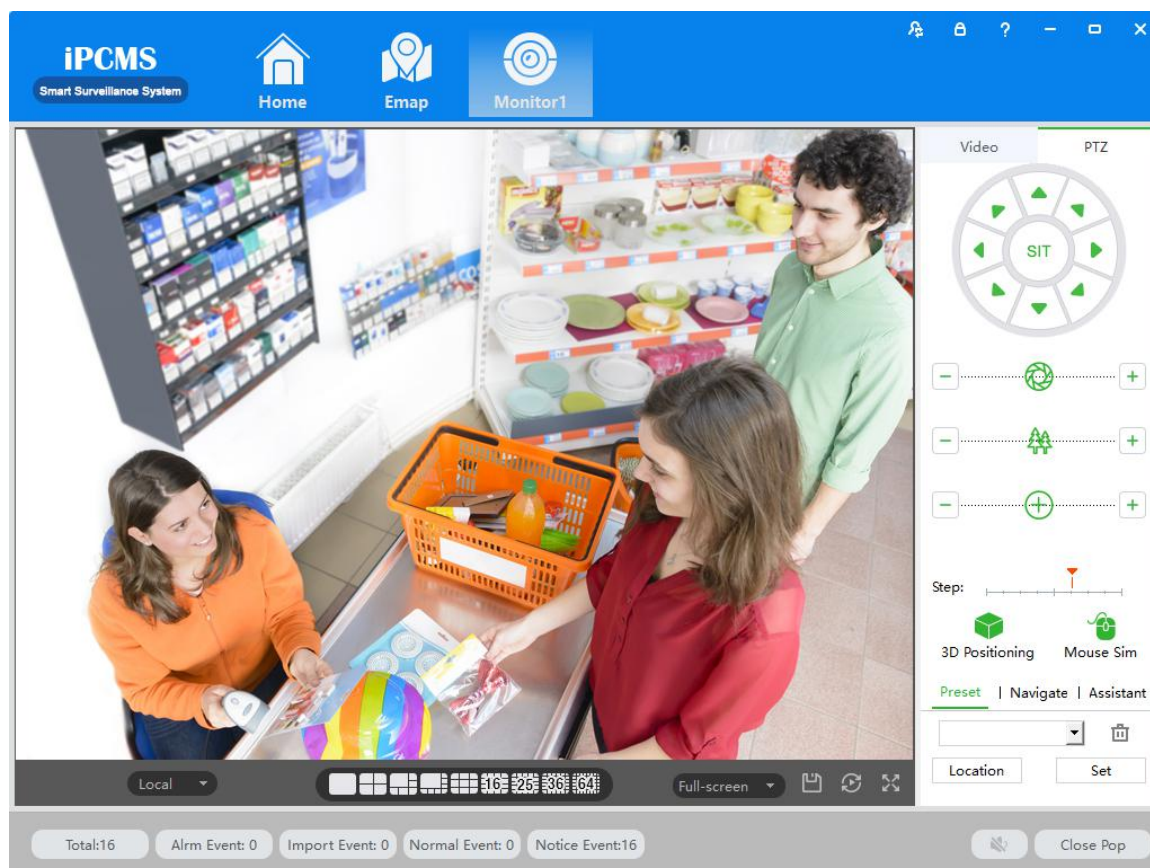 iPCMS
Smart Surveillance System
Home
Emap
Monitor1
?
Video
PTZ
SIT
Step:
3D Positioning
Mouse Sim
Preset | Navigate | Assistant
Location
Set
Local
16 25 36 64
Full-screen
Total:16
Alrm Event: 0
Import Event: 0
Normal Event: 0
Notice Event:16
Close Pop